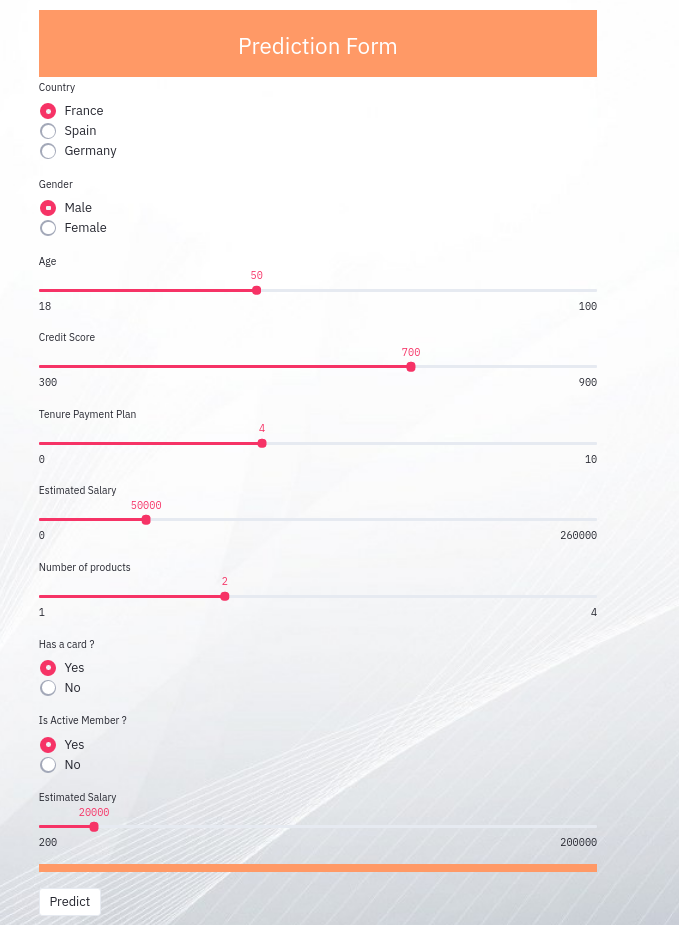 Prediction Form
Country
France
Spain
Germany
Gender
Male
Female
Age
50
18 100
Credit Score
700
300 900
Tenure Payment Plan
4
0 10
Estimated Salary
50000
0 260000
Number of products
2
1 4
Has a card ?
Yes
No
Is Active Member ?
Yes
No
Estimated Salary
20000
200 200000
Predict